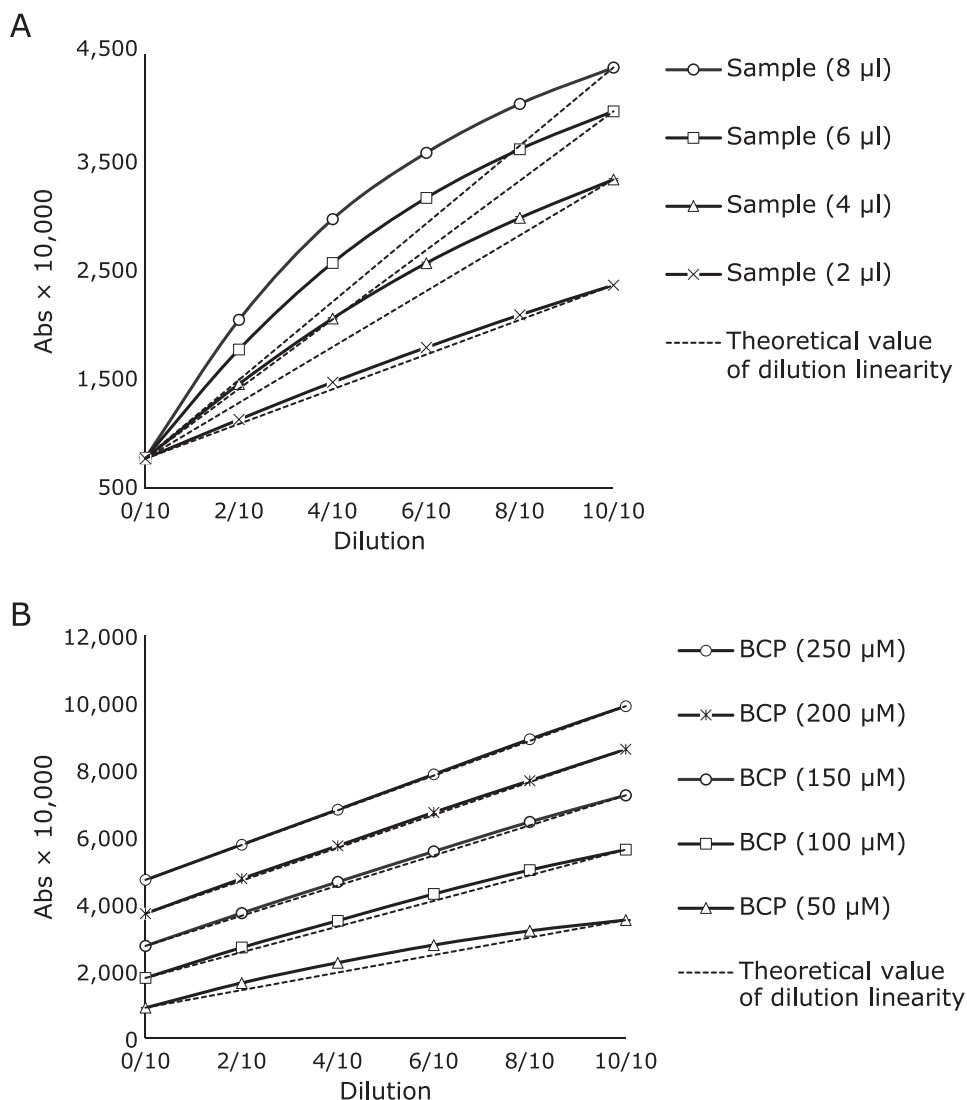 A
4,500
3,500
2,500
1,500
500
Abs × 10,000
0/10 2/10 4/10 6/10 8/10 10/10
Dilution
Sample (8 µl)
Sample (6 µl)
Sample (4 µl)
Sample (2 µl)
Theoretical value
of dilution linearity
B
12,000
10,000
8,000
6,000
4,000
2,000
0
Abs × 10,000
0/10 2/10 4/10 6/10 8/10 10/10
Dilution
BCP (250 µM)
BCP (200 µM)
BCP (150 µM)
BCP (100 µM)
BCP (50 µM)
Theoretical value
of dilution linearity